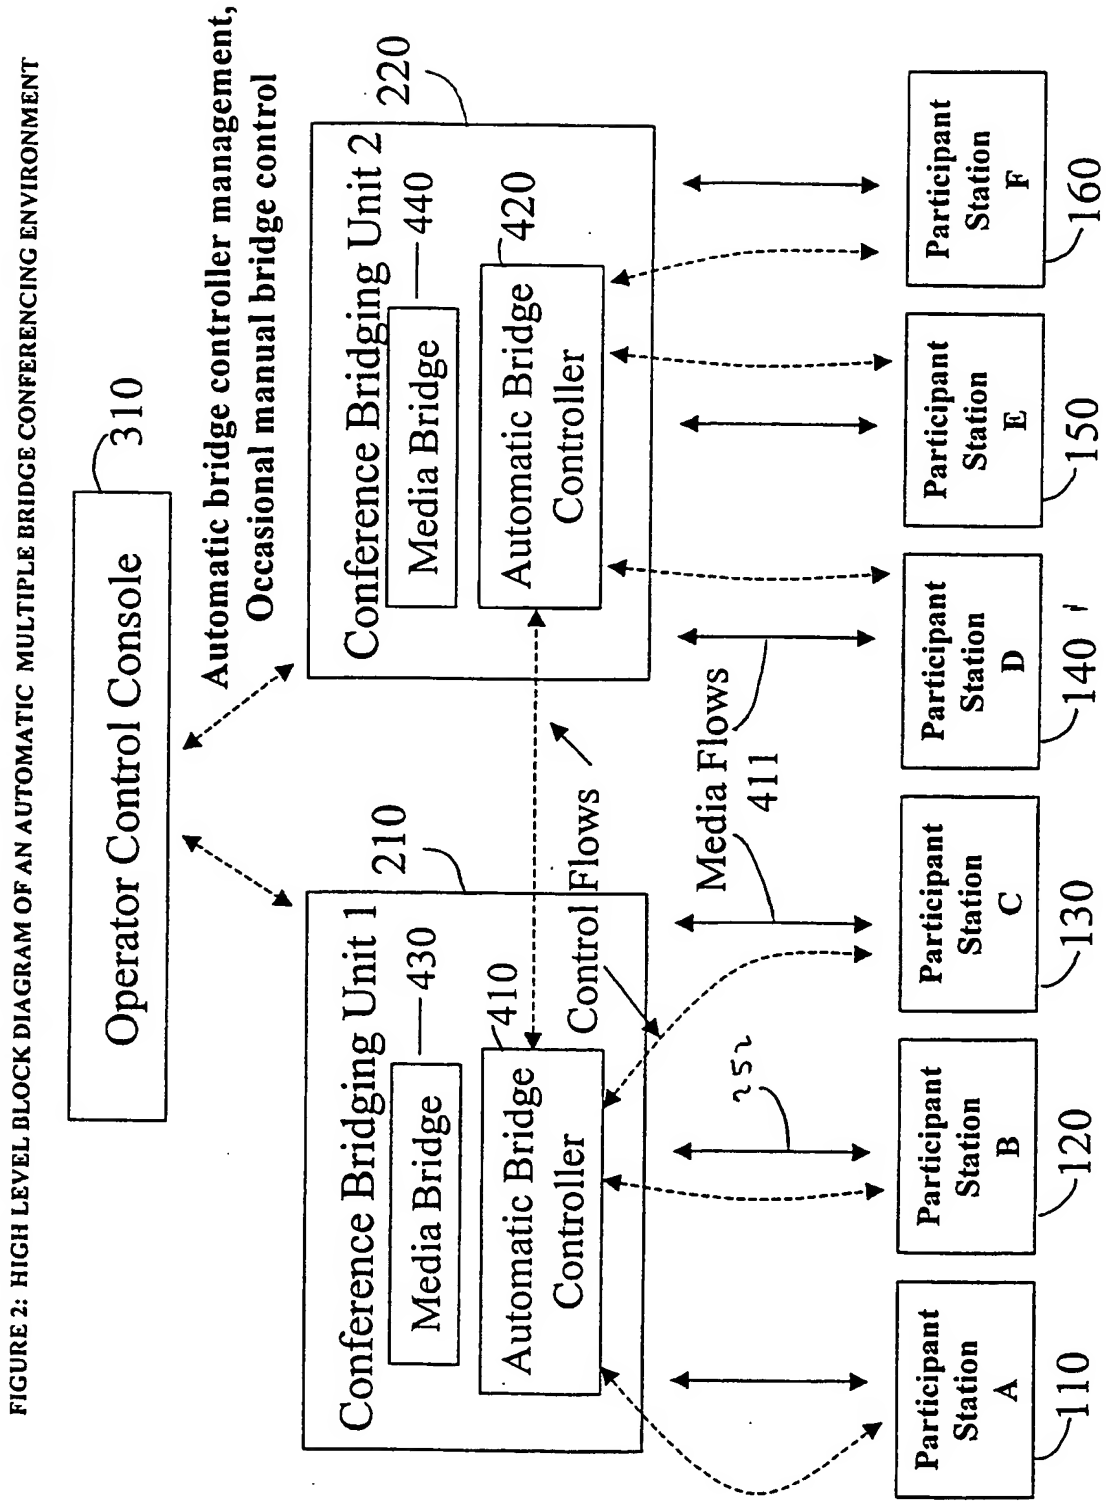 FIGURE 2: HIGH LEVEL BLOCK DIAGRAM OF AN AUTOMATIC MULTIPLE BRIDGE CONFERENCING ENVIRONMENT
Operator Control Console
310
Automatic bridge controller management,
Occasional manual bridge control
Conference Bridging Unit 1
210
Media Bridge
430
Automatic Bridge
Controller
410
Conference Bridging Unit 2
220
Media Bridge
440
Automatic Bridge
Controller
420
Control Flows
Media Flows
411
252
Participant
Station
A
110
Participant
Station
B
120
Participant
Station
C
130
Participant
Station
D
140
Participant
Station
E
150
Participant
Station
F
160